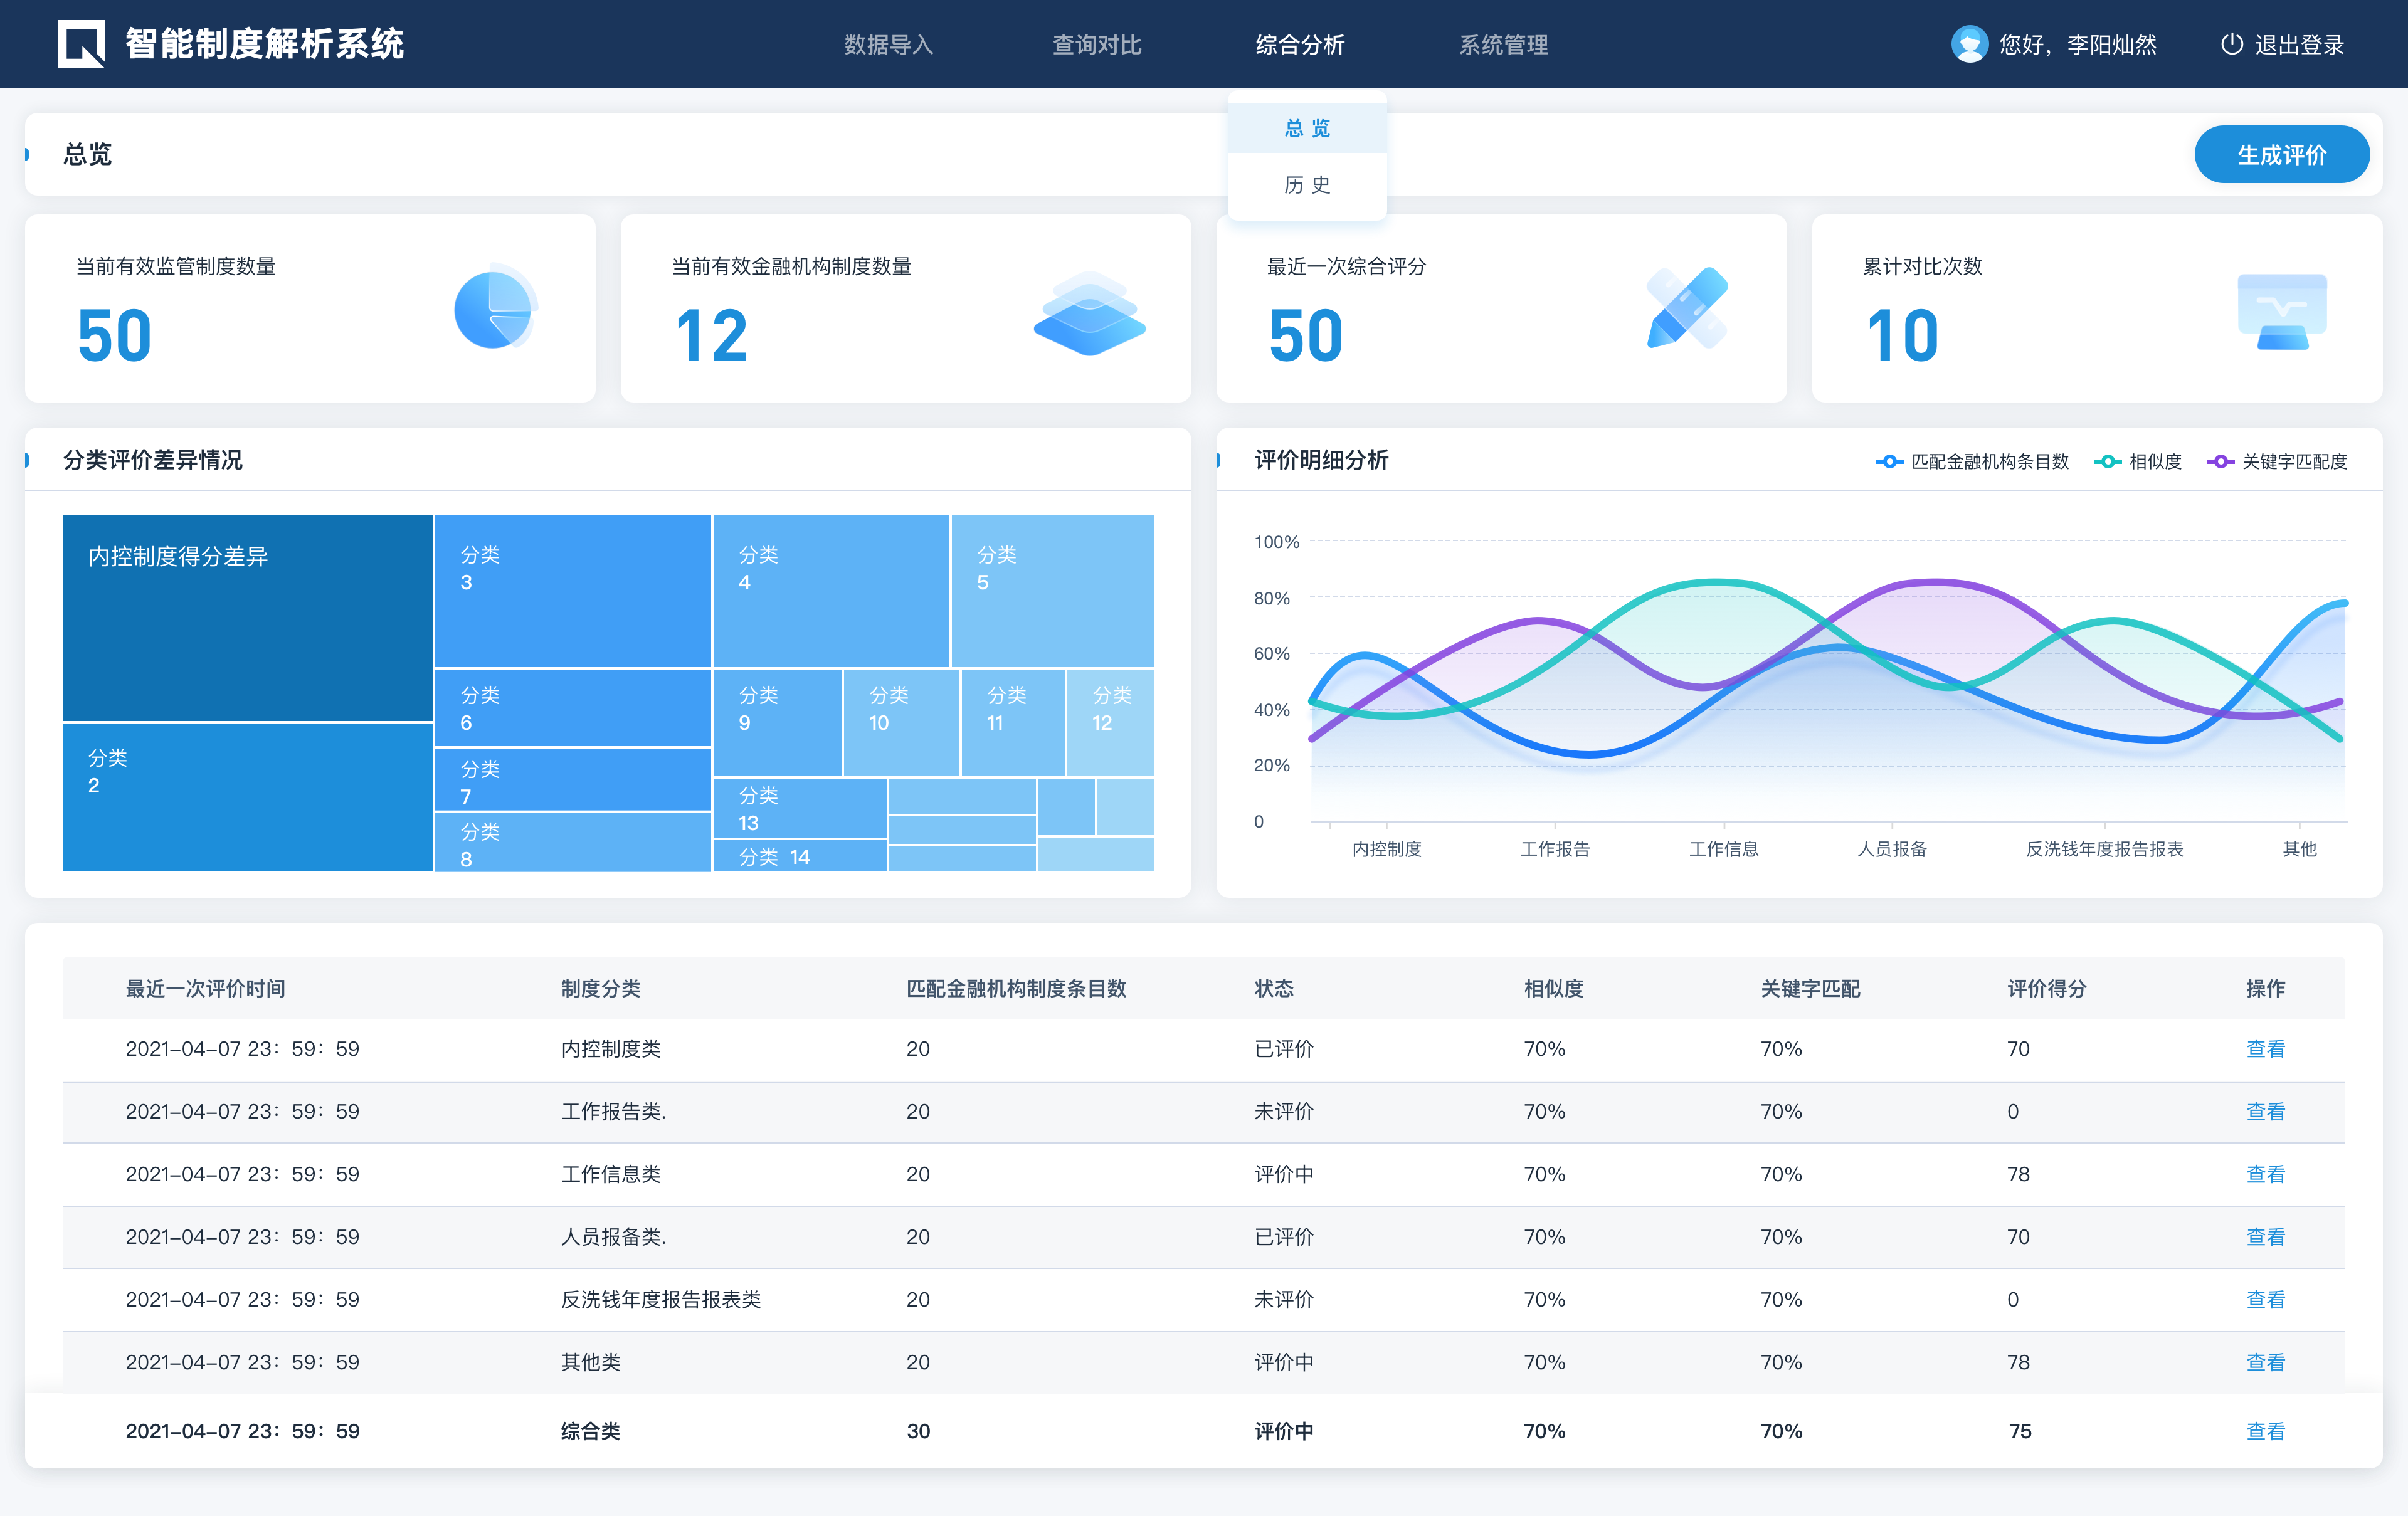 智能制度解析系统
数据导入 查询对比 综合分析 系统管理
您好，李阳灿然 退出登录
总览
总 览
历 史
生成评价
当前有效监管制度数量
50
当前有效金融机构制度数量
12
最近一次综合评分
50
累计对比次数
10
分类评价差异情况
内控制度得分差异
分类
2
分类
3
分类
4
分类
5
分类
6
分类
7
分类
8
分类
9
分类
10
分类
11
分类
12
分类
13
分类 14
评价明细分析
匹配金融机构条目数 相似度 关键字匹配度
100%
80%
60%
40%
20%
0
内控制度 工作报告 工作信息 人员报备 反洗钱年度报告报表 其他
最近一次评价时间 制度分类 匹配金融机构制度条目数 状态 相似度 关键字匹配 评价得分 操作
2021-04-07 23：59：59 内控制度类 20 已评价 70% 70% 70 查看
2021-04-07 23：59：59 工作报告类. 20 未评价 70% 70% 0 查看
2021-04-07 23：59：59 工作信息类 20 评价中 70% 70% 78 查看
2021-04-07 23：59：59 人员报备类. 20 已评价 70% 70% 70 查看
2021-04-07 23：59：59 反洗钱年度报告报表类 20 未评价 70% 70% 0 查看
2021-04-07 23：59：59 其他类 20 评价中 70% 70% 78 查看
2021-04-07 23：59：59 综合类 30 评价中 70% 70% 75 查看